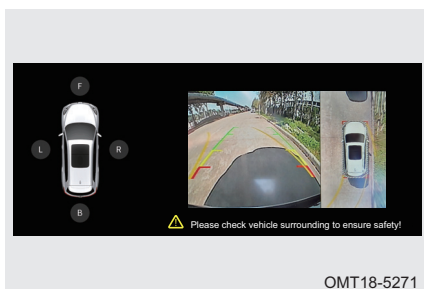 F
L
R
B
Please check vehicle surrounding to ensure safety!
OMT18-5271